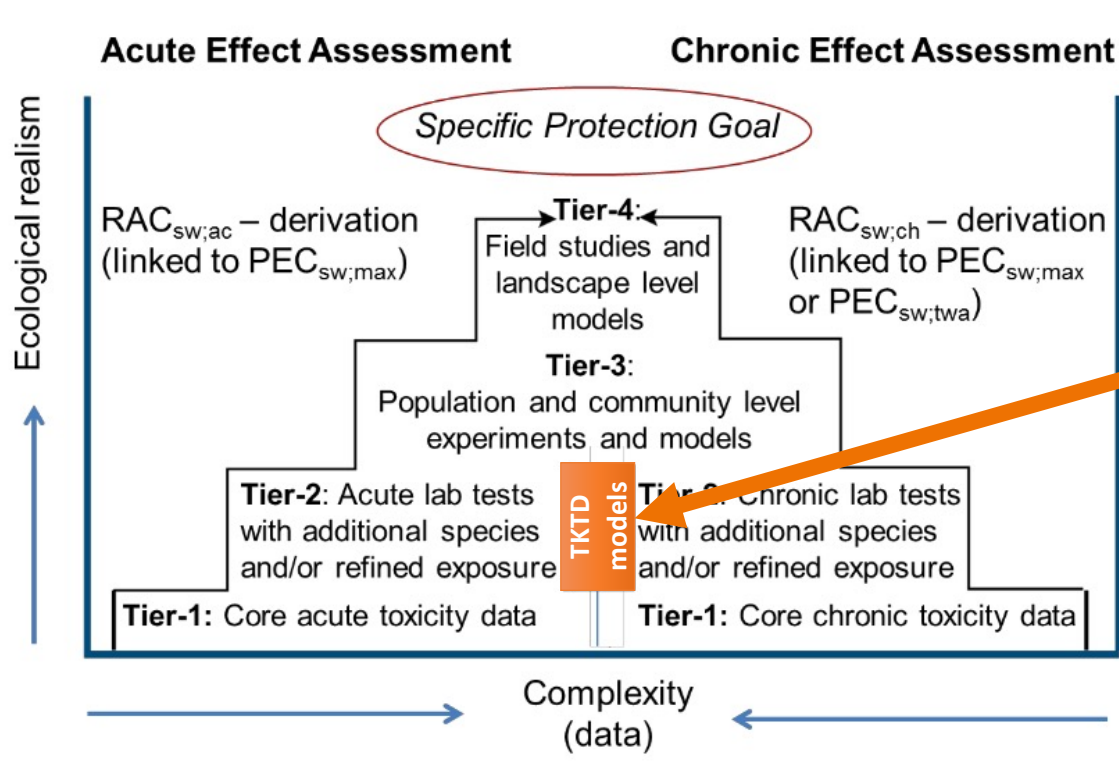 Acute Effect Assessment
Chronic Effect Assessment
Specific Protection Goal
Ecological realism
RACsw;ac – derivation
(linked to PECsw;max)
Tier-4:
Field studies and
landscape level
models
RACsw;ch – derivation
(linked to PECsw;max
or PECsw;twa)
Tier-3:
Population and community level
experiments and models
Tier-2: Acute lab tests
with additional species
and/or refined exposure
TKTD
models
Chronic lab tests
with additional species
and/or refined exposure
Tier-1: Core acute toxicity data
Tier-1: Core chronic toxicity data
Complexity
(data)